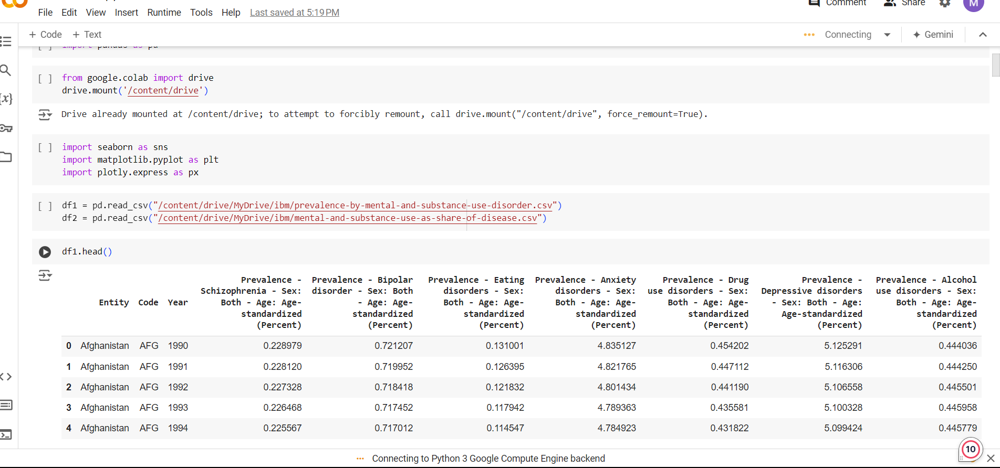 Comment Share M
File Edit View Insert Runtime Tools Help Last saved at 5:19 PM
+ Code + Text Connecting Gemini
[ ] import pandas as pd
[ ] from google.colab import drive
drive.mount('/content/drive')
{x}
Drive already mounted at /content/drive; to attempt to forcibly remount, call drive.mount("/content/drive", force_remount=True).
[ ] import seaborn as sns
import matplotlib.pyplot as plt
import plotly.express as px
[ ] df1 = pd.read_csv("/content/drive/MyDrive/ibm/prevalence-by-mental-and-substance-use-disorder.csv")
df2 = pd.read_csv("/content/drive/MyDrive/ibm/mental-and-substance-use-as-share-of-disease.csv")
df1.head()
Prevalence - Prevalence - Bipolar Prevalence - Eating Prevalence - Anxiety Prevalence - Drug Prevalence - Prevalence - Alcohol
Schizophrenia - Sex: disorder - Sex: Both disorders - Sex: disorders - Sex: use disorders - Sex: Depressive disorders use disorders - Sex:
Entity Code Year Both - Age: Age- - Age: Age- Both - Age: Age- Both - Age: Age- Both - Age: Age- - Sex: Both - Age: Both - Age: Age-
standardized standardized standardized standardized standardized Age-standardized standardized
(Percent) (Percent) (Percent) (Percent) (Percent) (Percent) (Percent)
0 Afghanistan AFG 1990 0.228979 0.721207 0.131001 4.835127 0.454202 5.125291 0.444036
1 Afghanistan AFG 1991 0.228120 0.719952 0.126395 4.821765 0.447112 5.116306 0.444250
2 Afghanistan AFG 1992 0.227328 0.718418 0.121832 4.801434 0.441190 5.106558 0.445501
3 Afghanistan AFG 1993 0.226468 0.717452 0.117942 4.789363 0.435581 5.100328 0.445958
4 Afghanistan AFG 1994 0.225567 0.717012 0.114547 4.784923 0.431822 5.099424 0.445779
10
Connecting to Python 3 Google Compute Engine backend